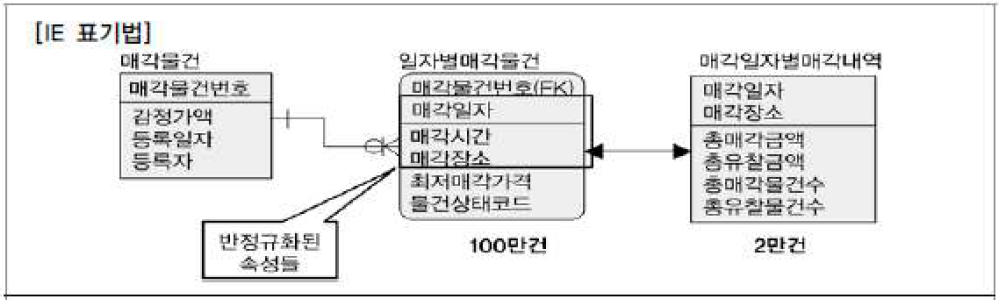 [IE 표기법]
매각물건
매각물건번호
감정가액
등록일자
등록자
일자별매각물건
매각물건번호(FK)
매각일자
매각시간
매각장소
최저매각가격
물건상태코드
100만건
반정규화된
속성들
매각일자별매각내역
매각일자
매각장소
총매각금액
총유찰금액
총매각물건수
총유찰물건수
2만건